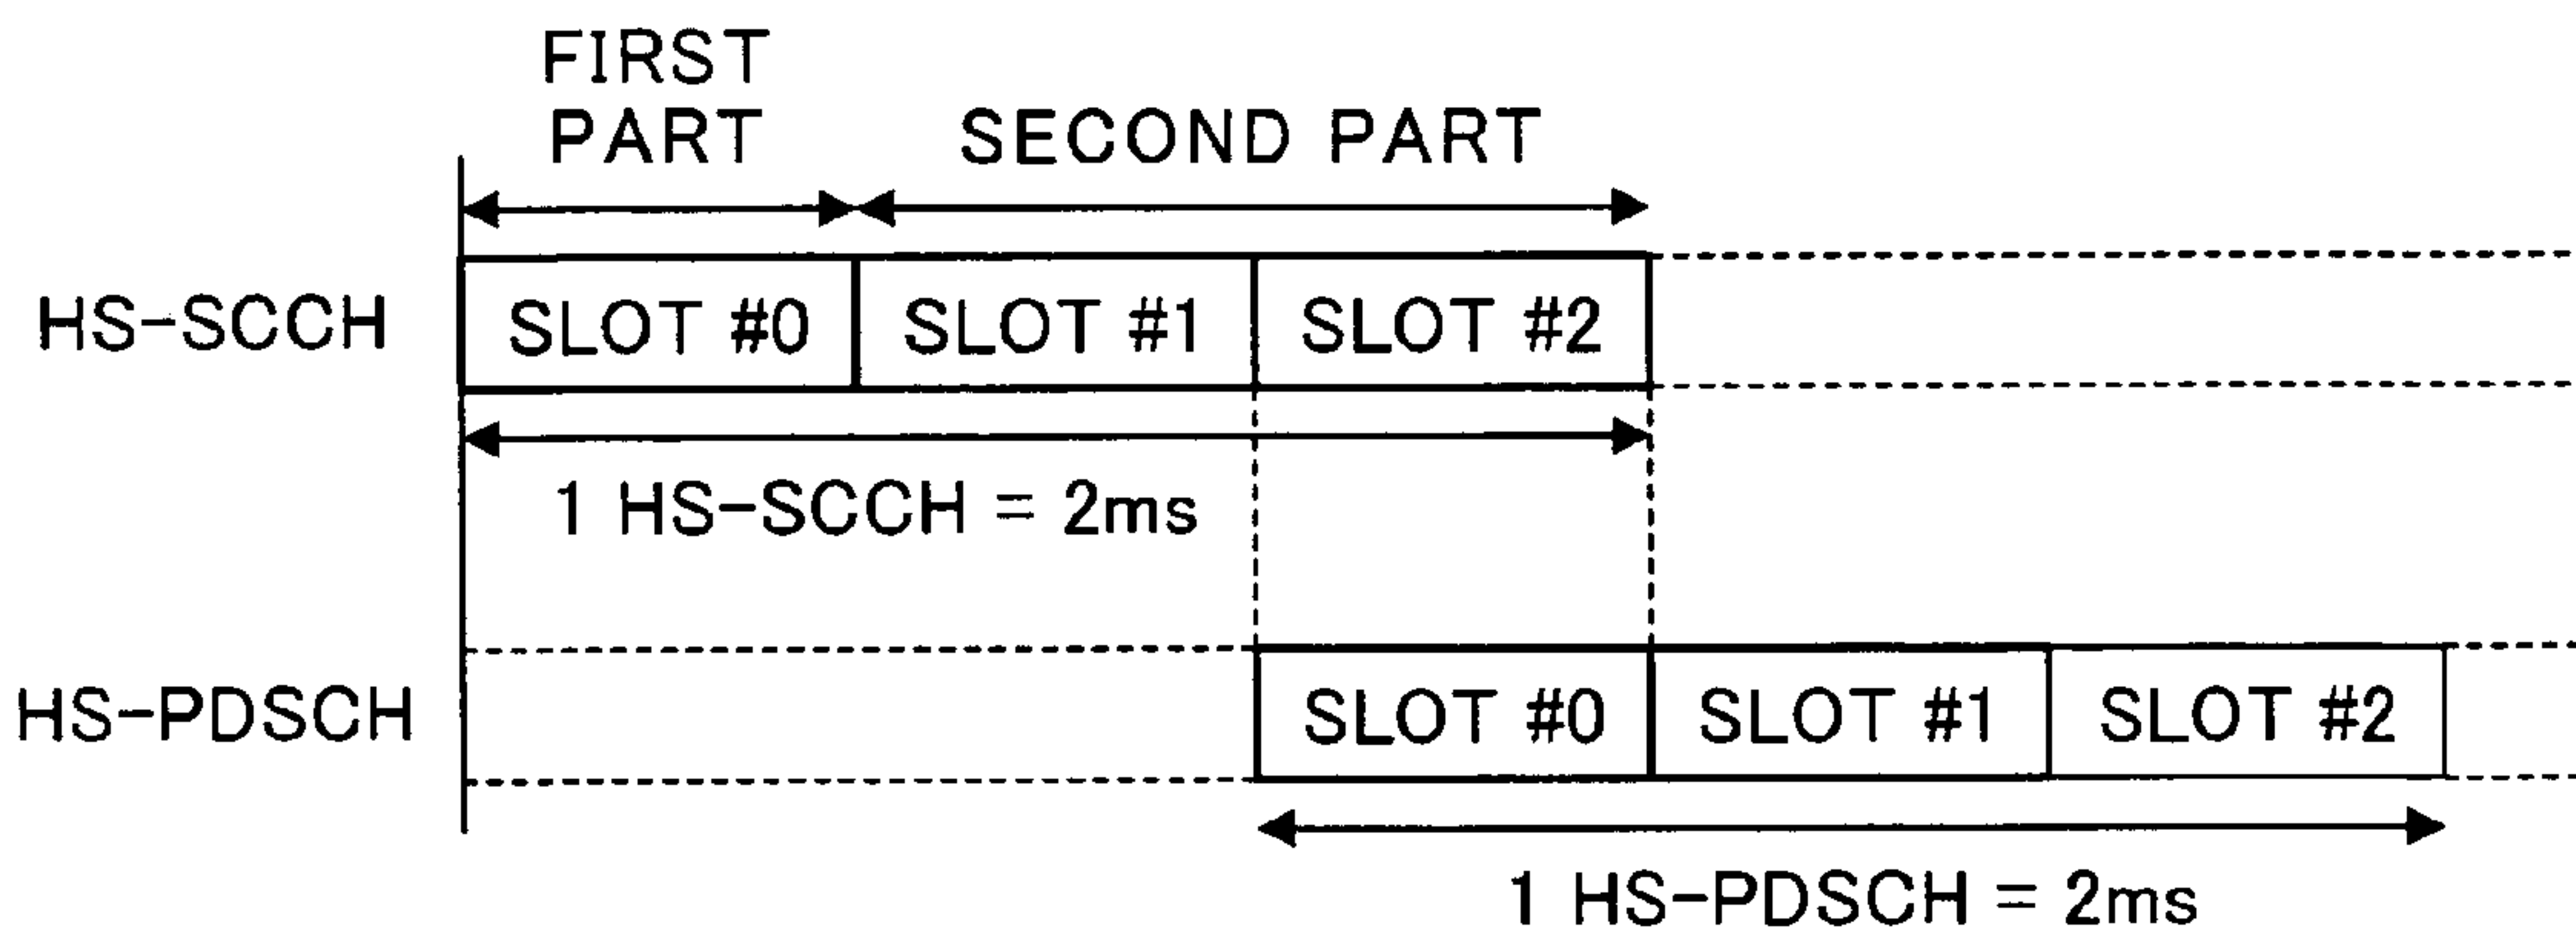 FIRST
PART
SECOND PART
HS-SCCH
SLOT #0
SLOT #1
SLOT #2
1 HS-SCCH = 2ms
HS-PDSCH
SLOT #0
SLOT #1
SLOT #2
1 HS-PDSCH = 2ms